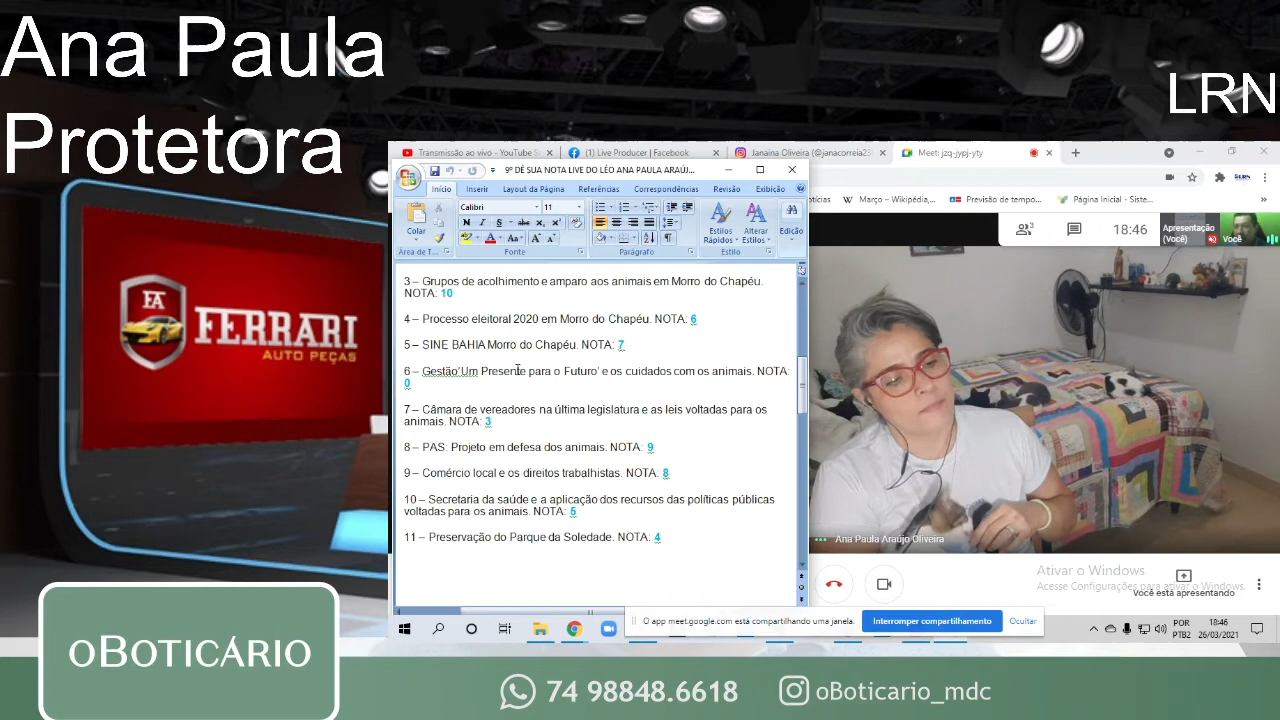 Ana Paula
Protetora
LRN
FA
FERRARI
AUTO PEÇAS
Transmissão ao vivo - YouTube S
(1) Live Producer | Facebook
Janaina Oliveira (@janacorreia23
Meet: jzq-jypj-yty
9º DÊ SUA NOTA LIVE DO LÉO ANA PAULA ARAÚJ...
Início Inserir Layout da Página Referências Correspondências Revisão Exibição
Março – Wikipédia,...
Previsão de tempo...
Página Inicial - Siste...
Calibri 11
Colar
Estilos Rápidos
Alterar Estilos
Edição
Área de T... Fonte Parágrafo Estilo
3
18:46
Apresentação
(Você)
Você
3 – Grupos de acolhimento e amparo aos animais em Morro do Chapéu.
NOTA: 10
4 – Processo eleitoral 2020 em Morro do Chapéu. NOTA: 6
5 – SINE BAHIA Morro do Chapéu. NOTA: 7
6 – Gestão'Um Presente para o Futuro' e os cuidados com os animais. NOTA:
0
7 – Câmara de vereadores na última legislatura e as leis voltadas para os
animais. NOTA: 3
8 – PAS. Projeto em defesa dos animais. NOTA: 9
9 – Comércio local e os direitos trabalhistas. NOTA: 8
10 – Secretaria da saúde e a aplicação dos recursos das políticas públicas
voltadas para os animais. NOTA: 5
11 – Preservação do Parque da Soledade. NOTA: 4
Ana Paula Araújo Oliveira
Ativar o Windows
Acesse Configurações para ativar o Windows.
Você está apresentando
O app meet.google.com está compartilhando uma janela.
Interromper compartilhamento
Ocultar
POR
PTB2
18:46
26/03/2021
oBoticário
74 98848.6618
oBoticario_mdc